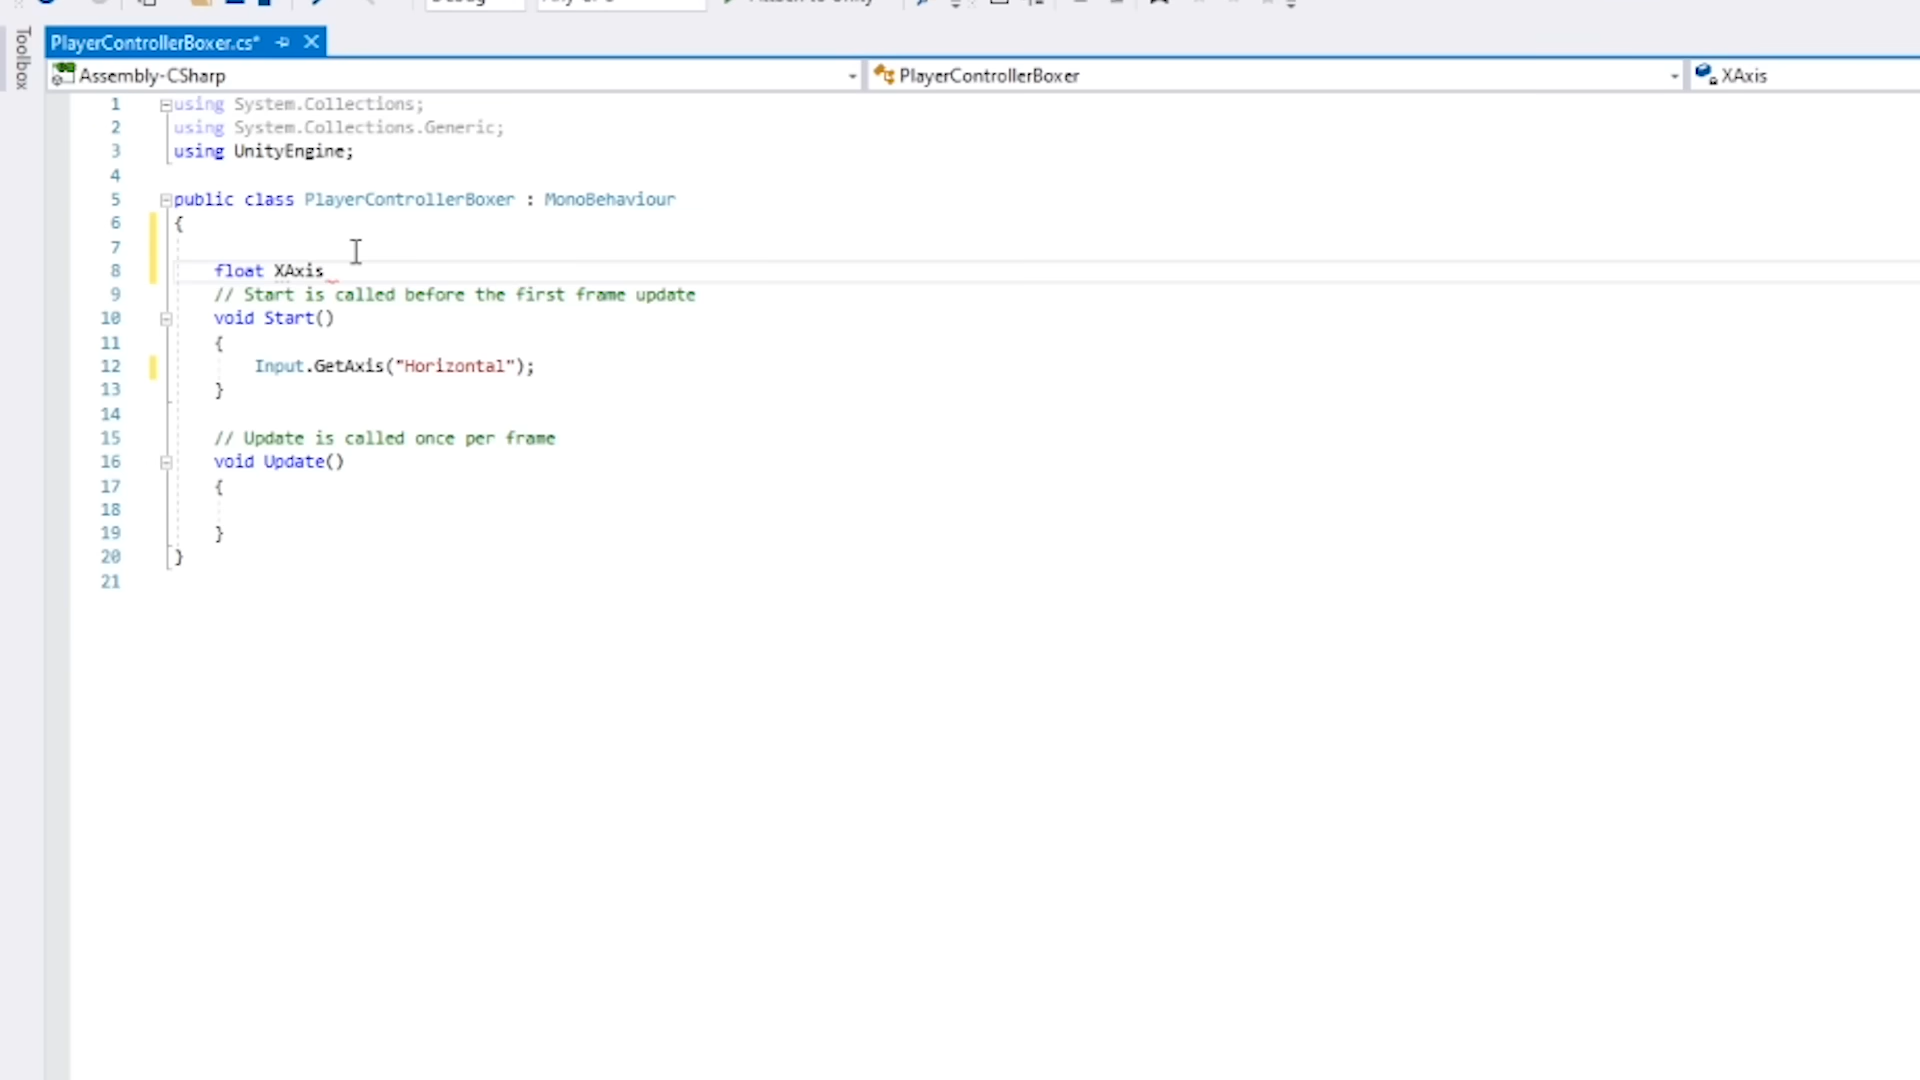 Toolbox
PlayerControllerBoxer.cs*
Assembly-CSharp
PlayerControllerBoxer
XAxis
1 using System.Collections;
2 using System.Collections.Generic;
3 using UnityEngine;
4
5 public class PlayerControllerBoxer : MonoBehaviour
6 {
7
8 float XAxis
9 // Start is called before the first frame update
10 void Start()
11 {
12 Input.GetAxis("Horizontal");
13 }
14
15 // Update is called once per frame
16 void Update()
17 {
18
19 }
20 }
21